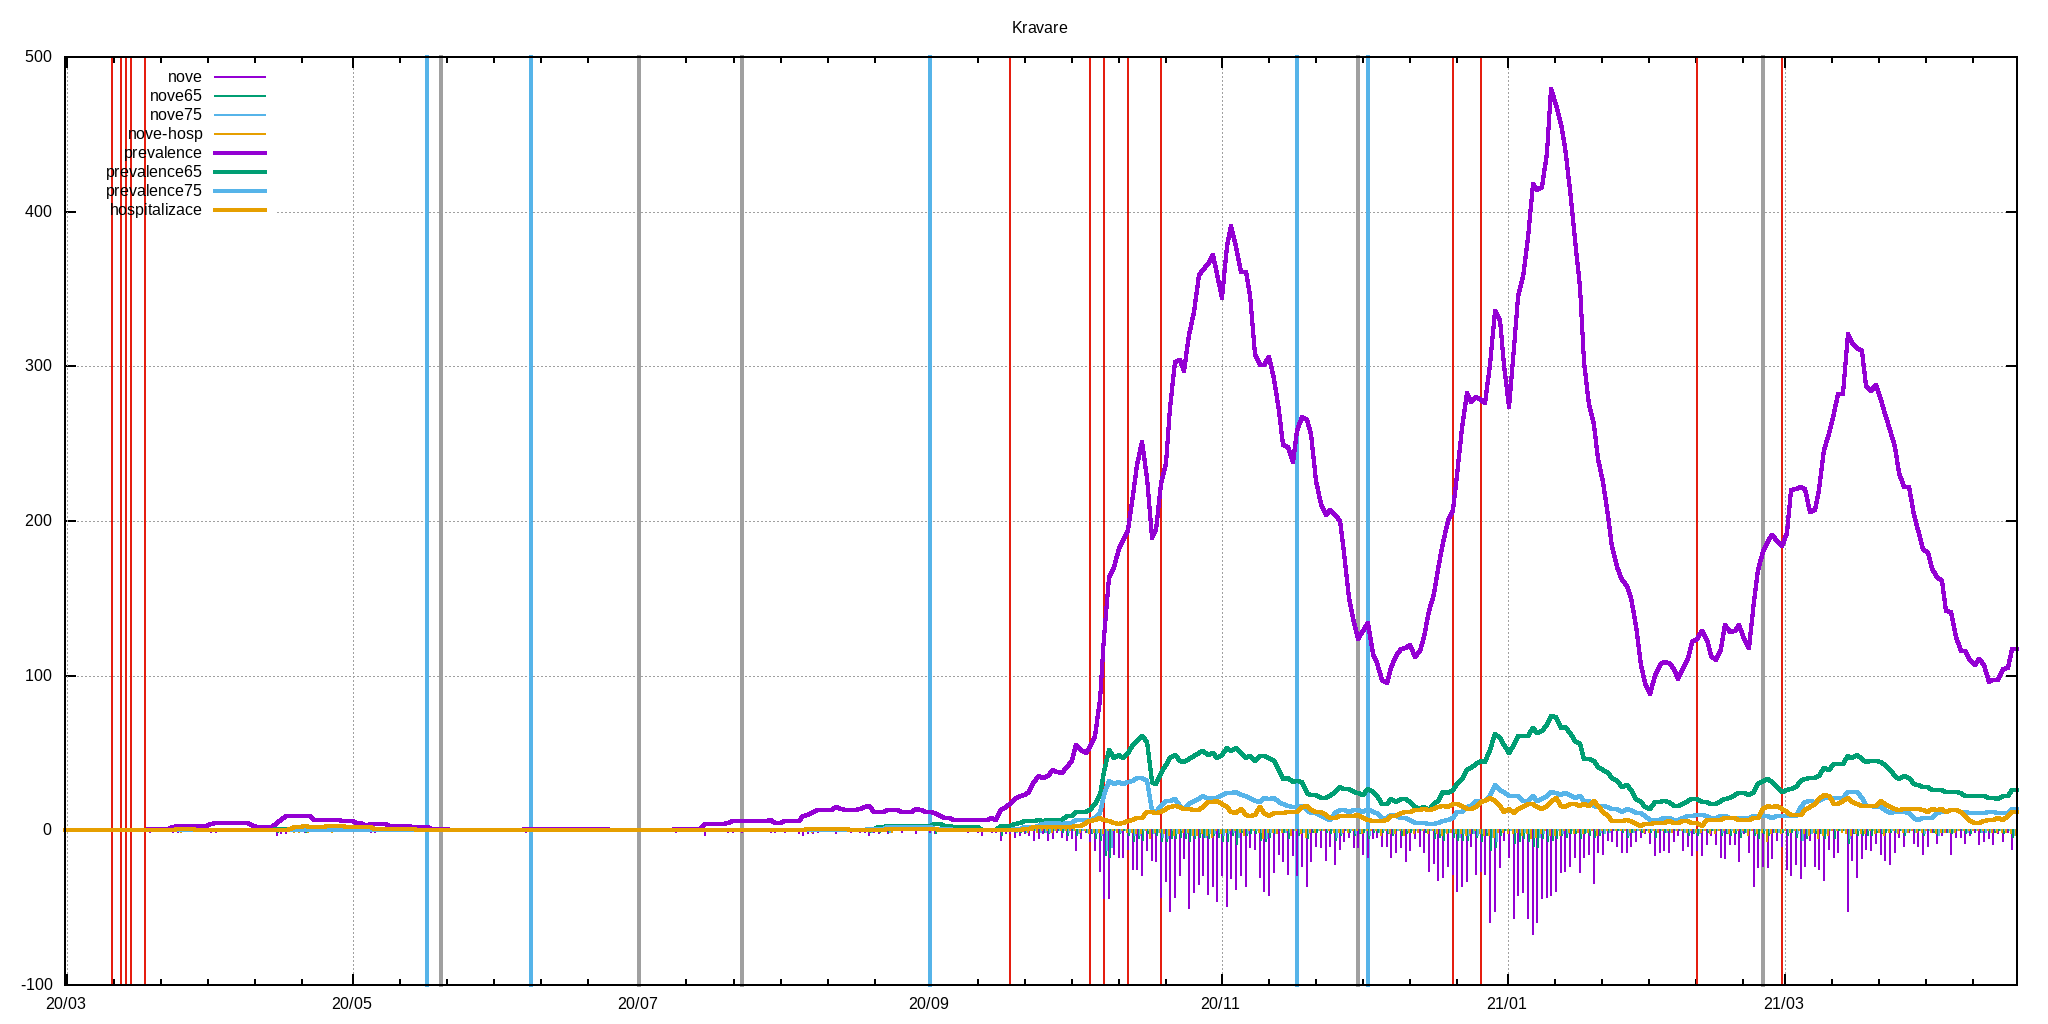 Kravare
500
400
300
200
100
0
-100
nove
nove65
nove75
nove-hosp
prevalence
prevalence65
prevalence75
hospitalizace
20/03
20/05
20/07
20/09
20/11
21/01
21/03